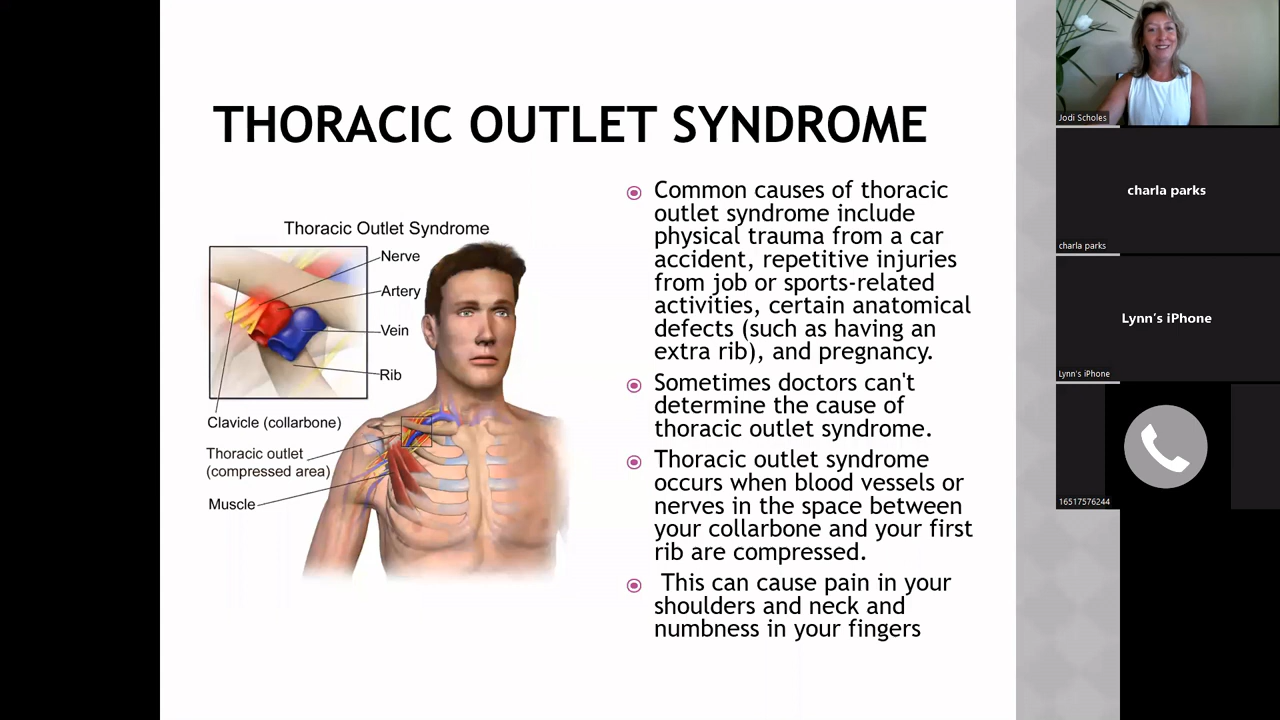 THORACIC OUTLET SYNDROME
Thoracic Outlet Syndrome
Nerve
Artery
Vein
Rib
Clavicle (collarbone)
Thoracic outlet
(compressed area)
Muscle
Common causes of thoracic
outlet syndrome include
physical trauma from a car
accident, repetitive injuries
from job or sports-related
activities, certain anatomical
defects (such as having an
extra rib), and pregnancy.
Sometimes doctors can't
determine the cause of
thoracic outlet syndrome.
Thoracic outlet syndrome
occurs when blood vessels or
nerves in the space between
your collarbone and your first
rib are compressed.
This can cause pain in your
shoulders and neck and
numbness in your fingers
Jodi Scholes
charla parks
charla parks
Lynn's iPhone
Lynn's iPhone
16517576244